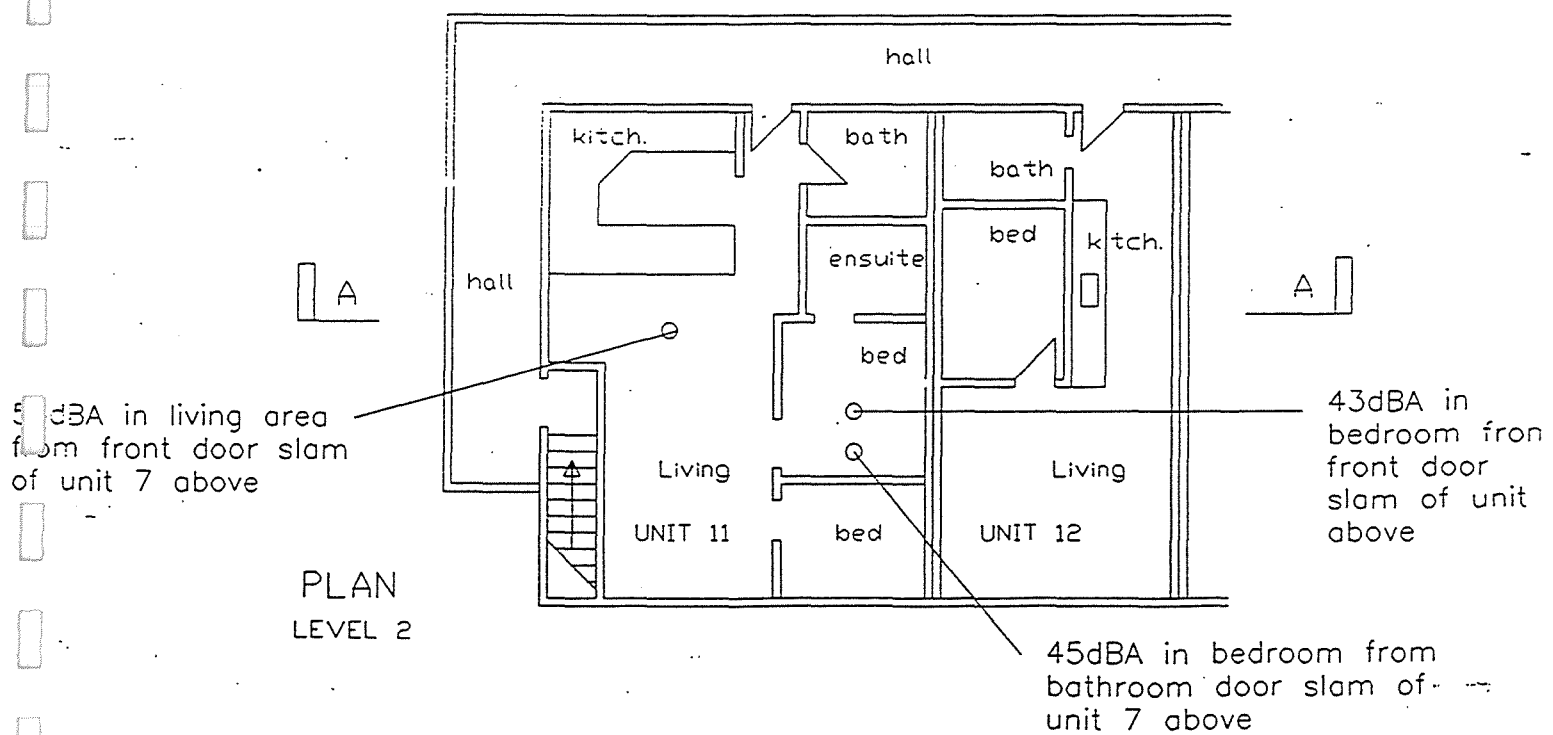 hall
kitch.
bath
bath
bed
ensuite
hall
A
A
bed
dBA in living area
from front door slam
of unit 7 above
43dBA in
bedroom
front door
slam of unit
above
Living
Living
UNIT 11
bed
UNIT 12
PLAN
LEVEL 2
45dBA in bedroom from
bathroom door slam of
unit 7 above